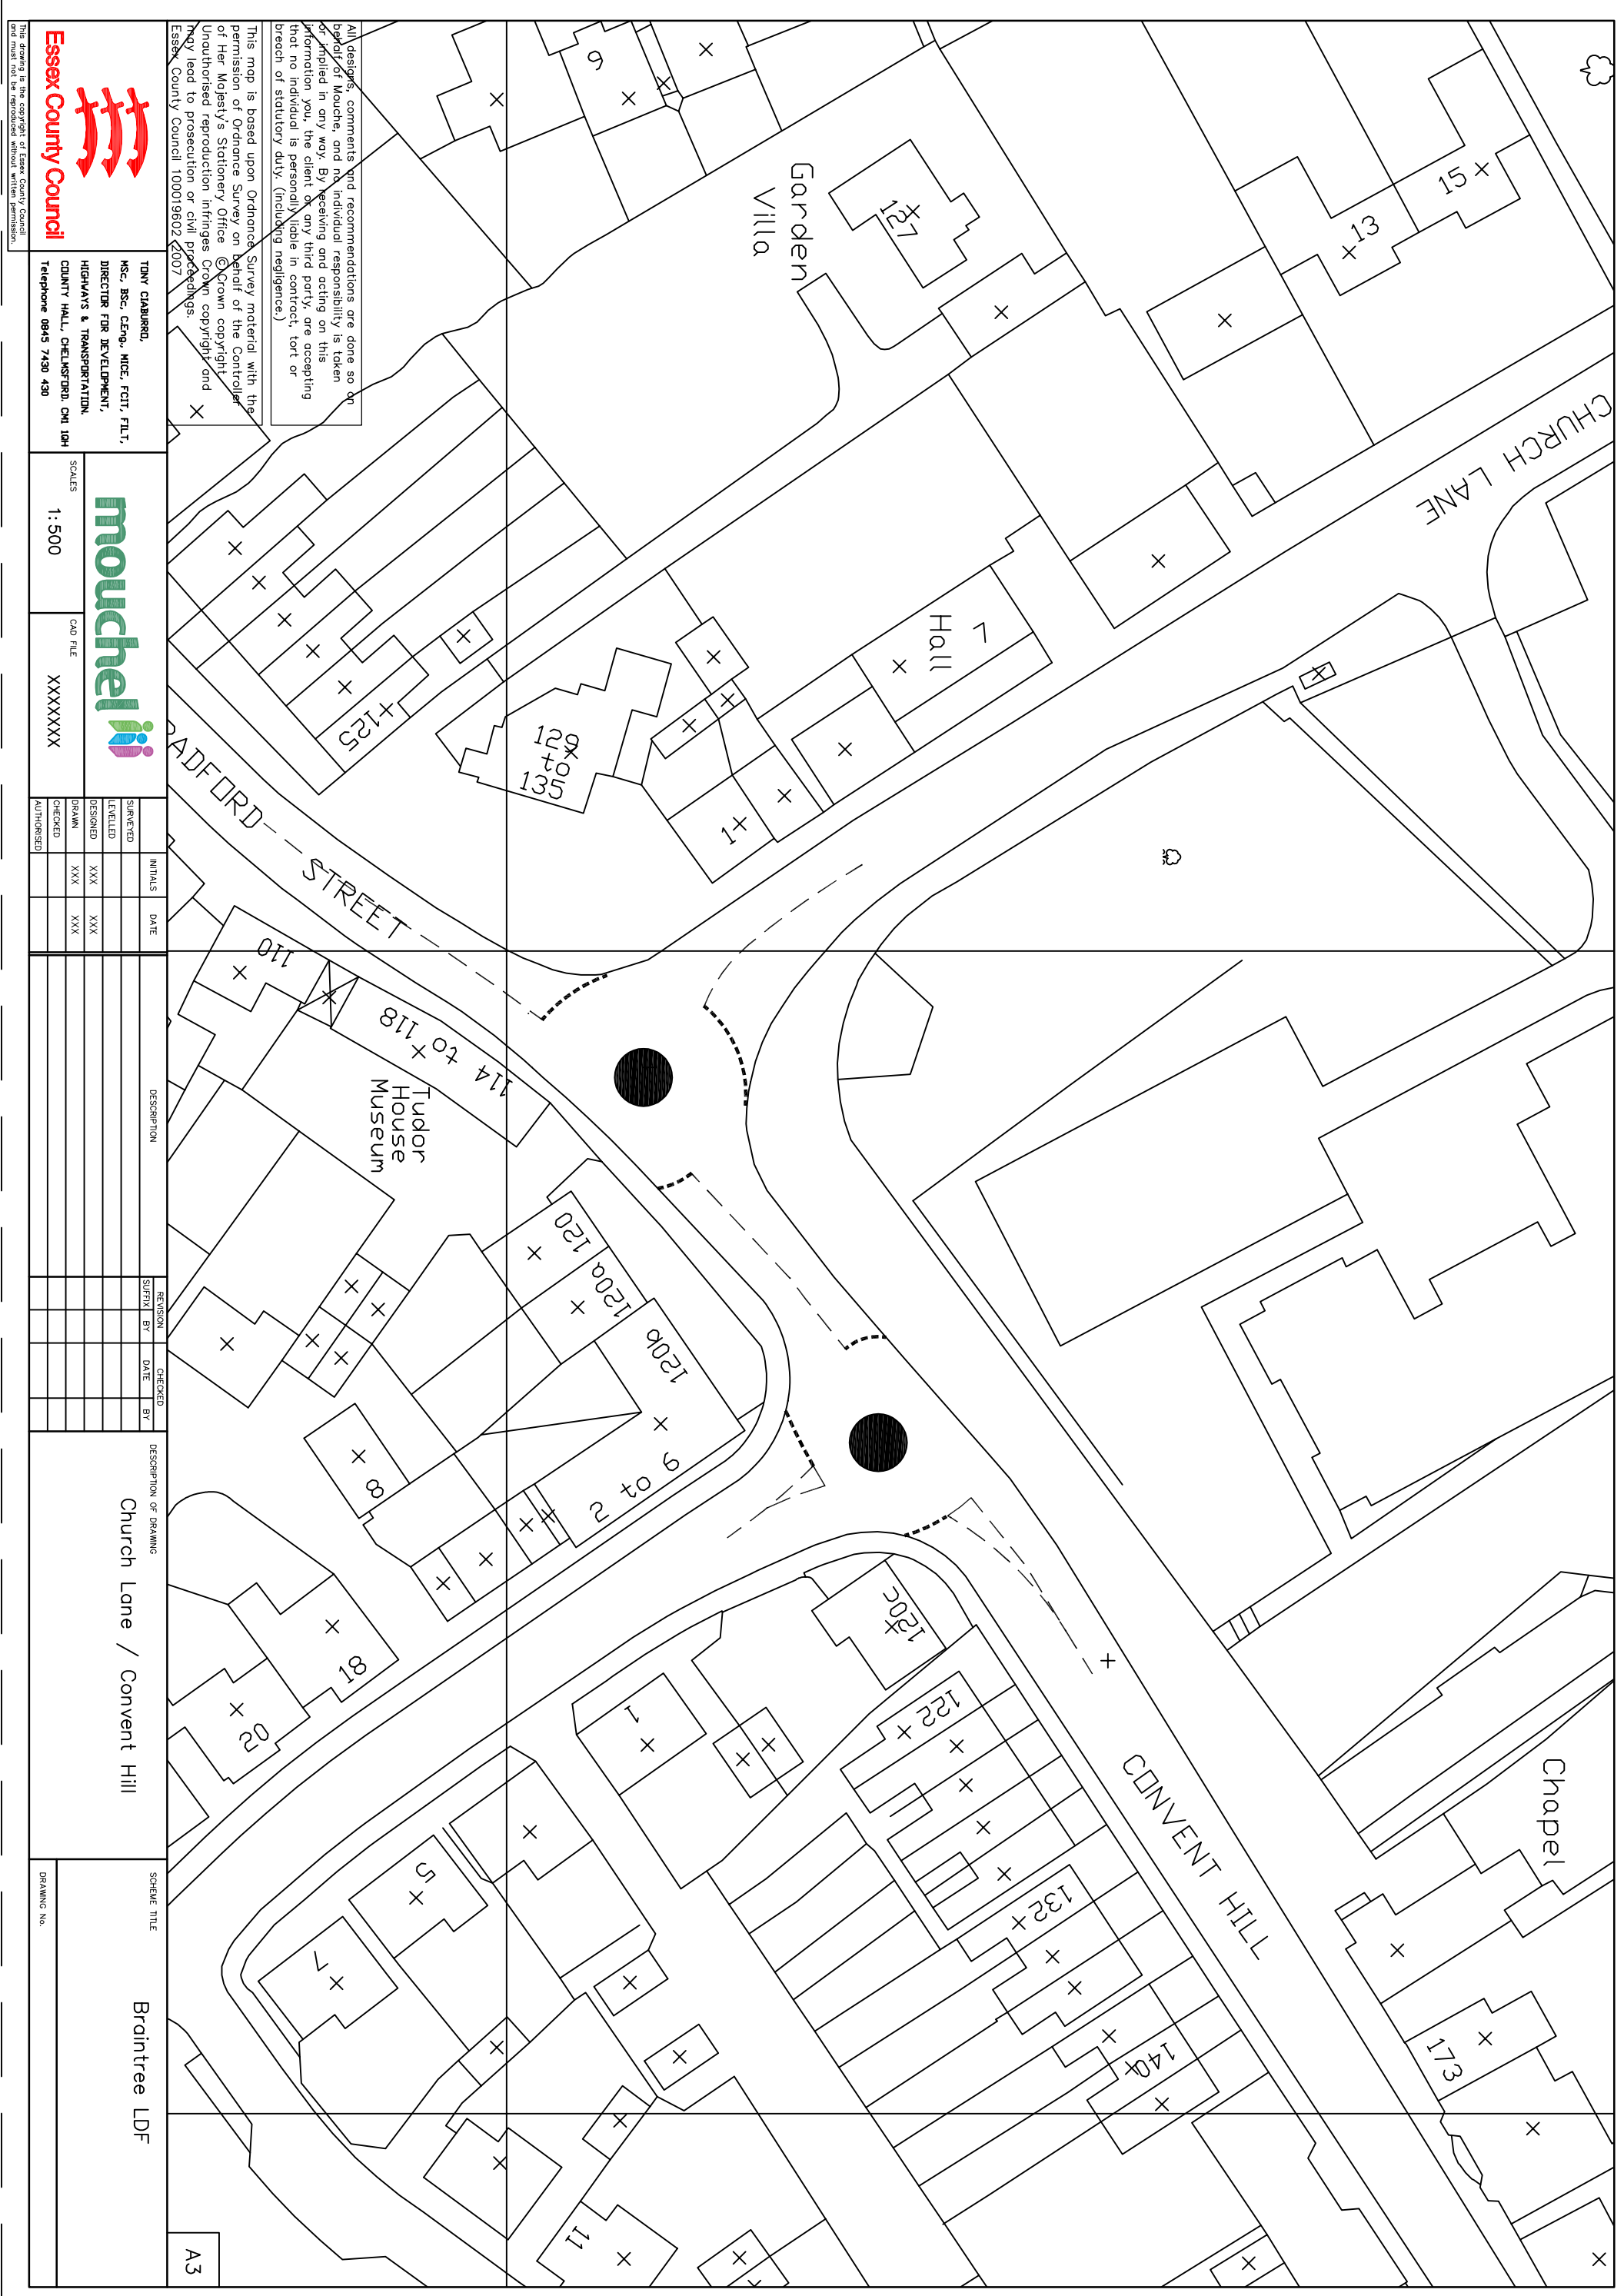 All designs, comments and recommendations are done so on
behalf of Mouche, and no individual responsibility is taken
or implied in any way. By receiving and acting on this
information you, the client or any third party, are accepting
that no individual is personally liable in contract, tort or
breach of statutory duty. (including negligence.)
This map is based upon Ordnance Survey material with the
permission of Ordnance Survey on behalf of the Controller
of Her Majesty's Stationery Office © Crown copyright
Unauthorised reproduction infringes Crown copyright and
may lead to prosecution or civil proceedings.
Essex County Council 100019602 2007
9
Garden
Villa
127
13
15
CHURCH LANE
Hall
7
1
129
to
135
125
RADFORD
STREET
110
114 to 118
Tudor
House
Museum
120
120a
120b
2 to 6
8
18
20
120c
1
122
132
140
5
7
11
CONVENT HILL
Chapel
173
A3
Essex County Council
This drawing is the copyright of Essex County Council
and must not be reproduced without written permission.
TONY CIABURRO,
MSc, BSc, C.Eng., MICE, FCIT, FILT,
DIRECTOR FOR DEVELOPMENT,
HIGHWAYS & TRANSPORTATION.
COUNTY HALL, CHELMSFORD. CM1 1QH
Telephone 0845 7430 430
mouchel
SCALES
1:500
CAD FILE
XXXXXX
INITIALS DATE
SURVEYED
LEVELLED
DESIGNED XXX XXX
DRAWN XXX XXX
CHECKED
AUTHORISED
DESCRIPTION
REVISION CHECKED
SUFFIX BY DATE BY
DESCRIPTION OF DRAWING
Church Lane / Convent Hill
SCHEME TITLE
Braintree LDF
DRAWING No.